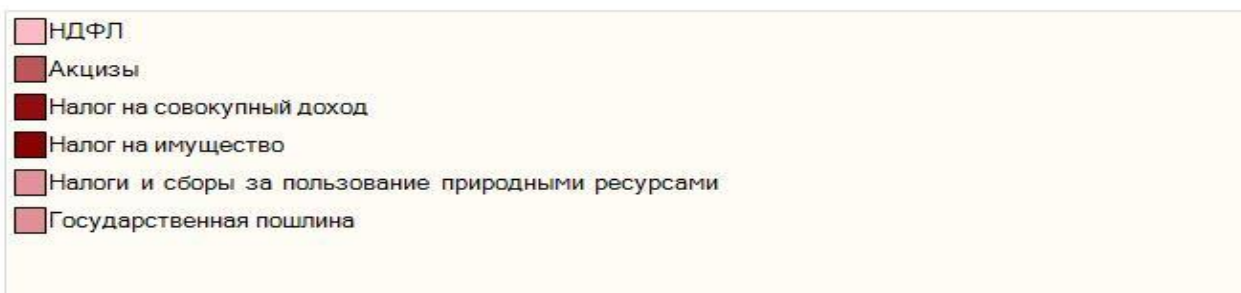 НДФЛ
Акцизы
Налог на совокупный доход
Налог на имущество
Налоги и сборы за пользование природными ресурсами
Государственная пошлина